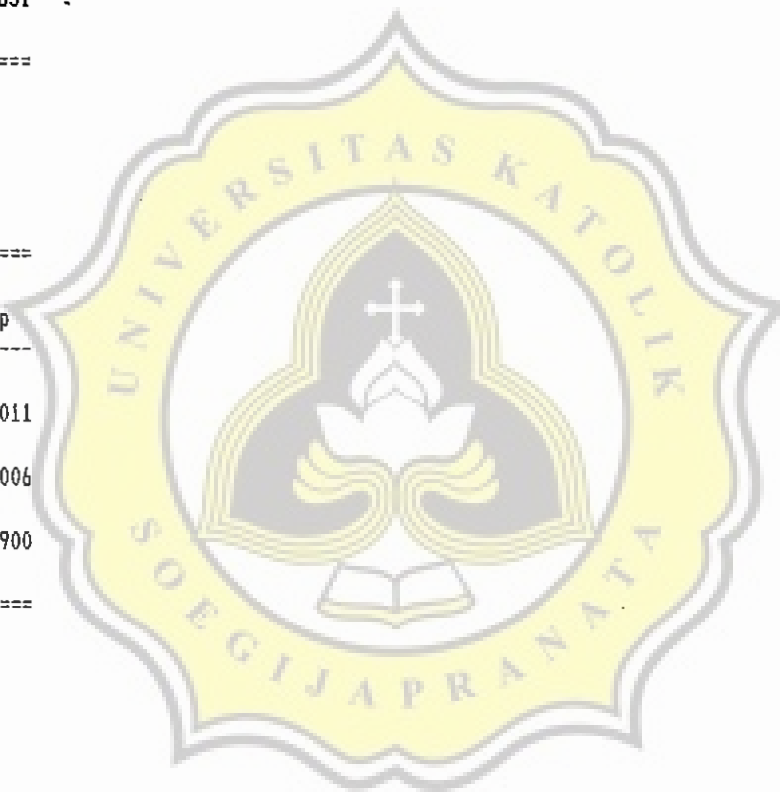 ===
===
p
---
011
006
900
===
UNIVERSITAS KATOLIK
SOEGIJAPRANATA